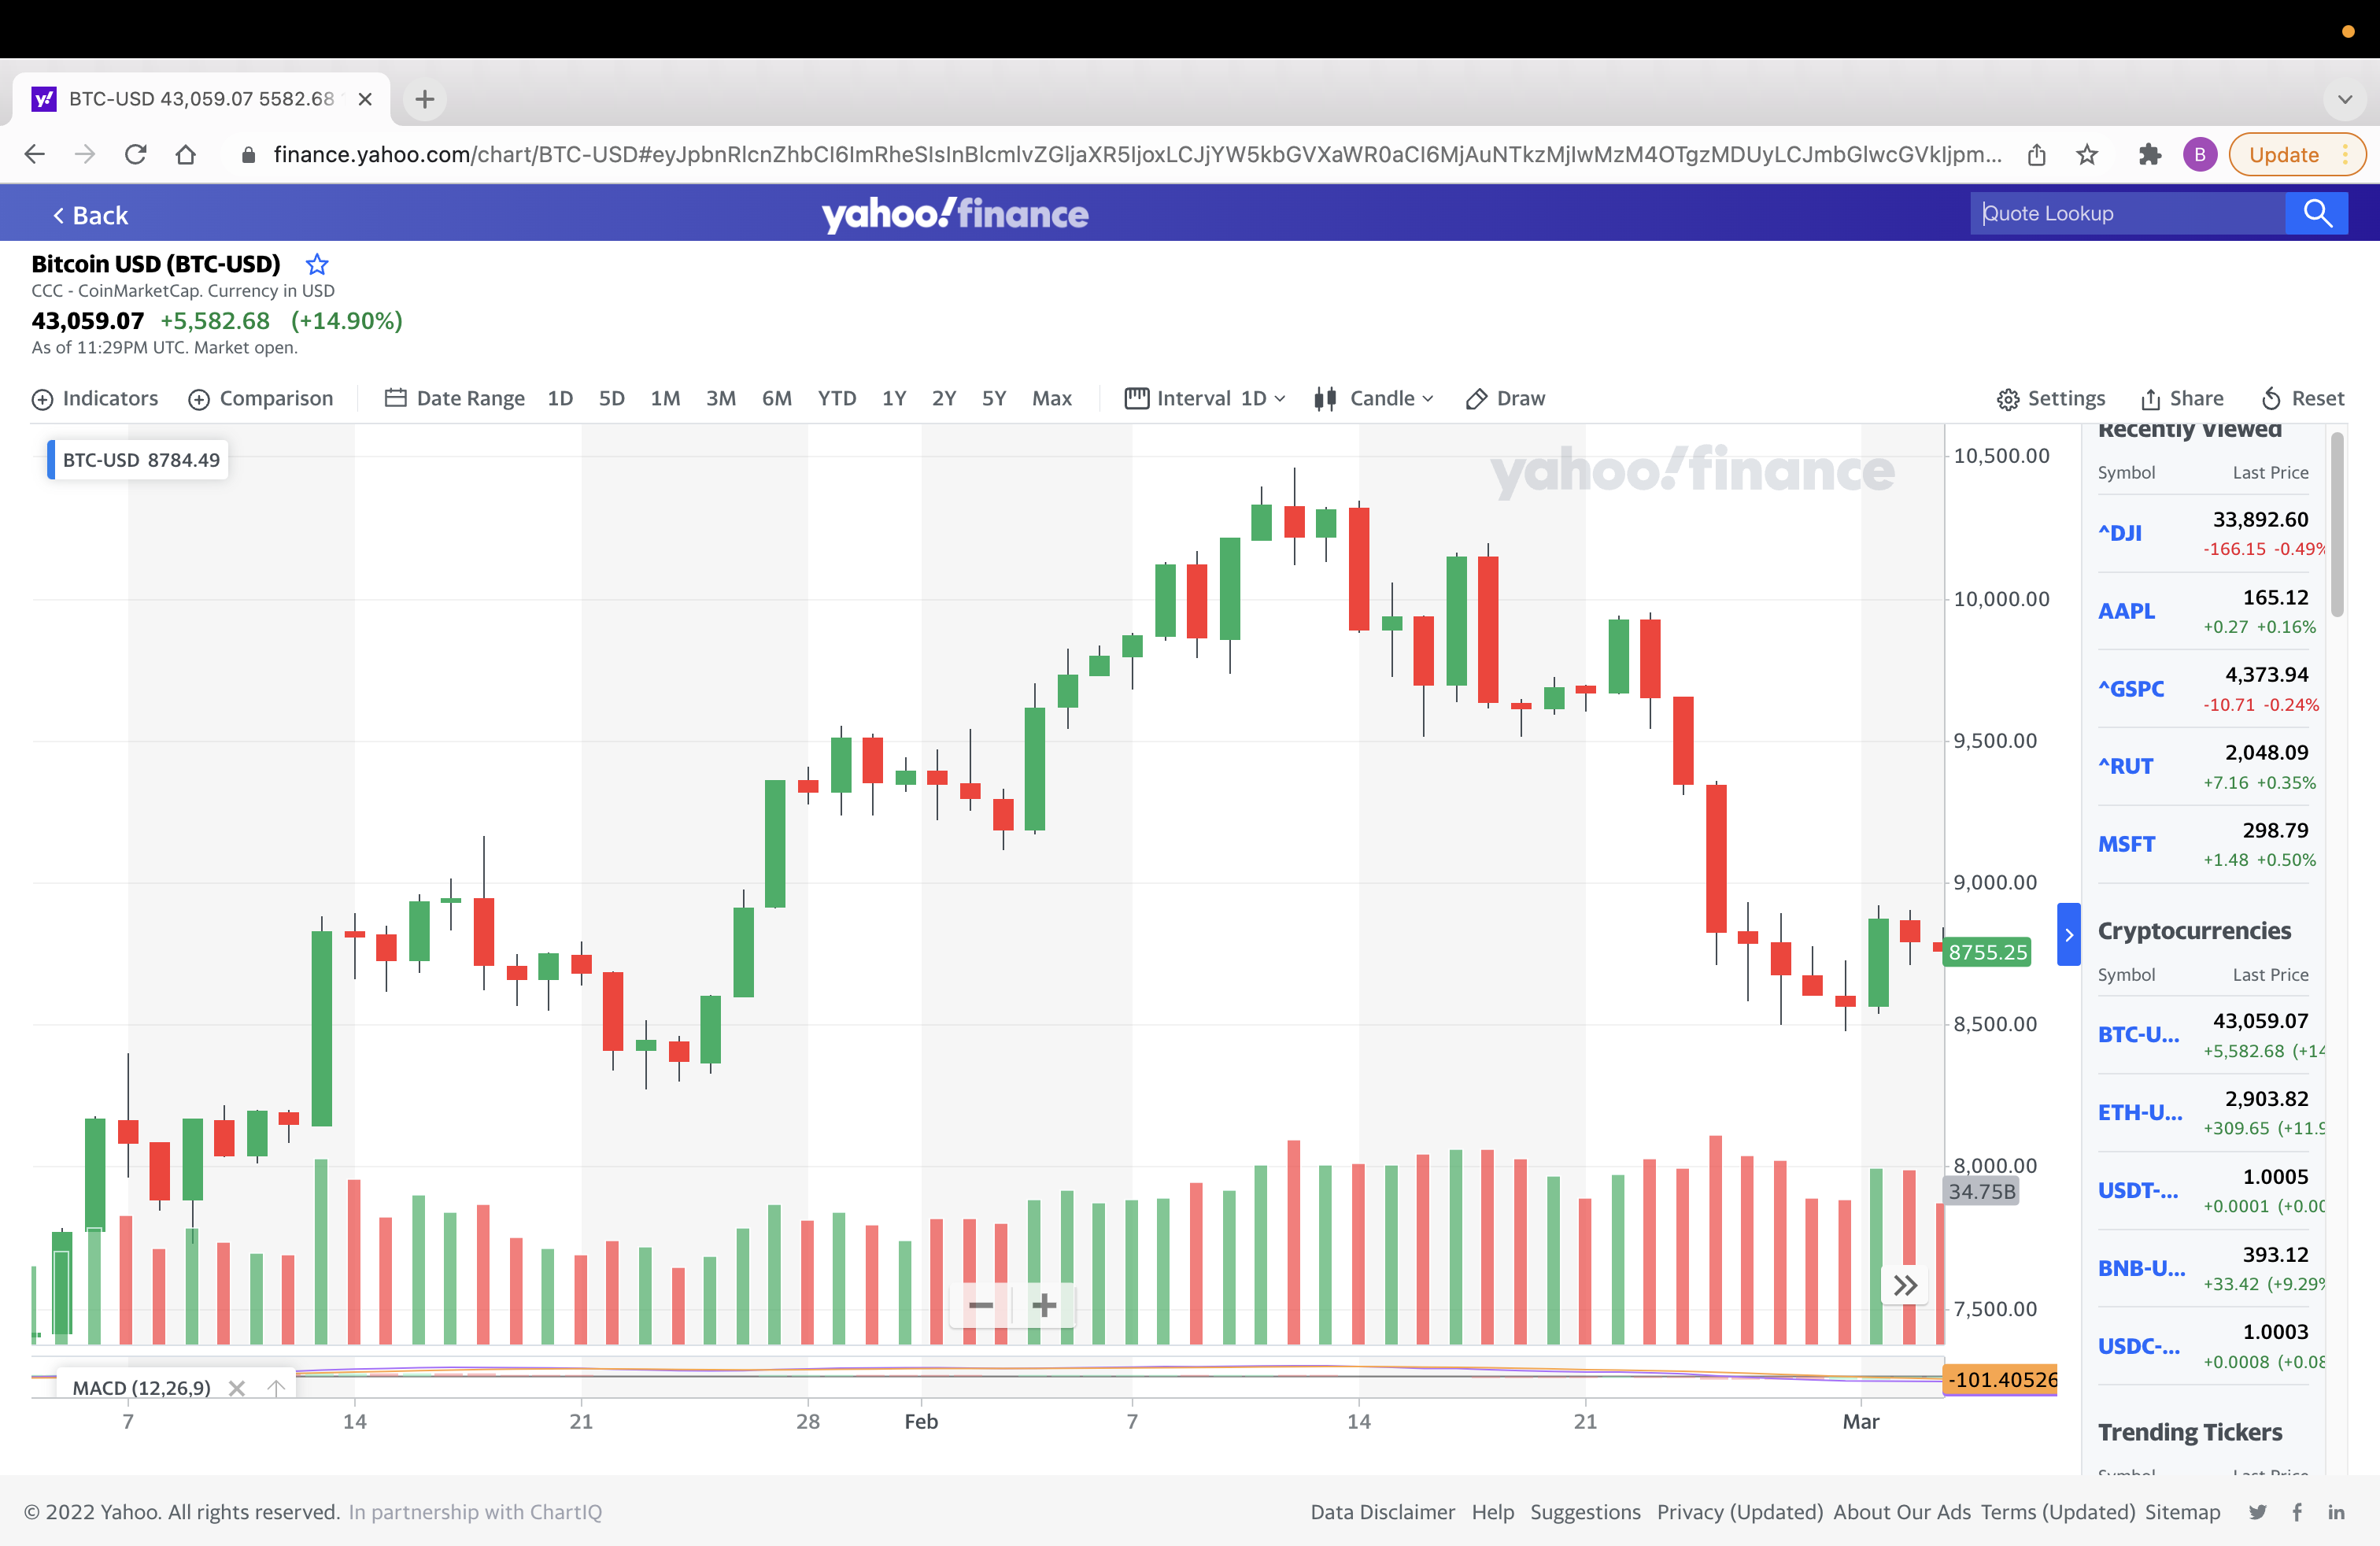 BTC-USD 43,059.07 5582.68
finance.yahoo.com/chart/BTC-USD#eyJpbnRlcnZhbCI6ImRheSIsInBlcmlvZGljaXR5IjoxLCJjYW5kbGVXaWR0aCI6MjAuNTkzMjIwMzM4OTgzMDUyLCJmbGlwcGVkIjpm...
B
Update
Back
yahoo!finance
Quote Lookup
Bitcoin USD (BTC-USD)
CCC - CoinMarketCap. Currency in USD
43,059.07 +5,582.68 (+14.90%)
As of 11:29PM UTC. Market open.
Indicators Comparison Date Range 1D 5D 1M 3M 6M YTD 1Y 2Y 5Y Max Interval 1D Candle Draw Settings Share Reset
BTC-USD 8784.49
yahoo!finance
10,500.00
10,000.00
9,500.00
9,000.00
8755.25
8,500.00
8,000.00
34.75B
7,500.00
MACD (12,26,9)
-101.40526
7 14 21 28 Feb 7 14 21 Mar
Recently Viewed
Symbol Last Price
^DJI 33,892.60
-166.15 -0.49%
AAPL 165.12
+0.27 +0.16%
^GSPC 4,373.94
-10.71 -0.24%
^RUT 2,048.09
+7.16 +0.35%
MSFT 298.79
+1.48 +0.50%
Cryptocurrencies
Symbol Last Price
BTC-U... 43,059.07
+5,582.68 (+14
ETH-U... 2,903.82
+309.65 (+11.9
USDT-... 1.0005
+0.0001 (+0.00
BNB-U... 393.12
+33.42 (+9.29%
USDC-... 1.0003
+0.0008 (+0.08
Trending Tickers
Symbol Last Price
© 2022 Yahoo. All rights reserved. In partnership with ChartIQ
Data Disclaimer Help Suggestions Privacy (Updated) About Our Ads Terms (Updated) Sitemap